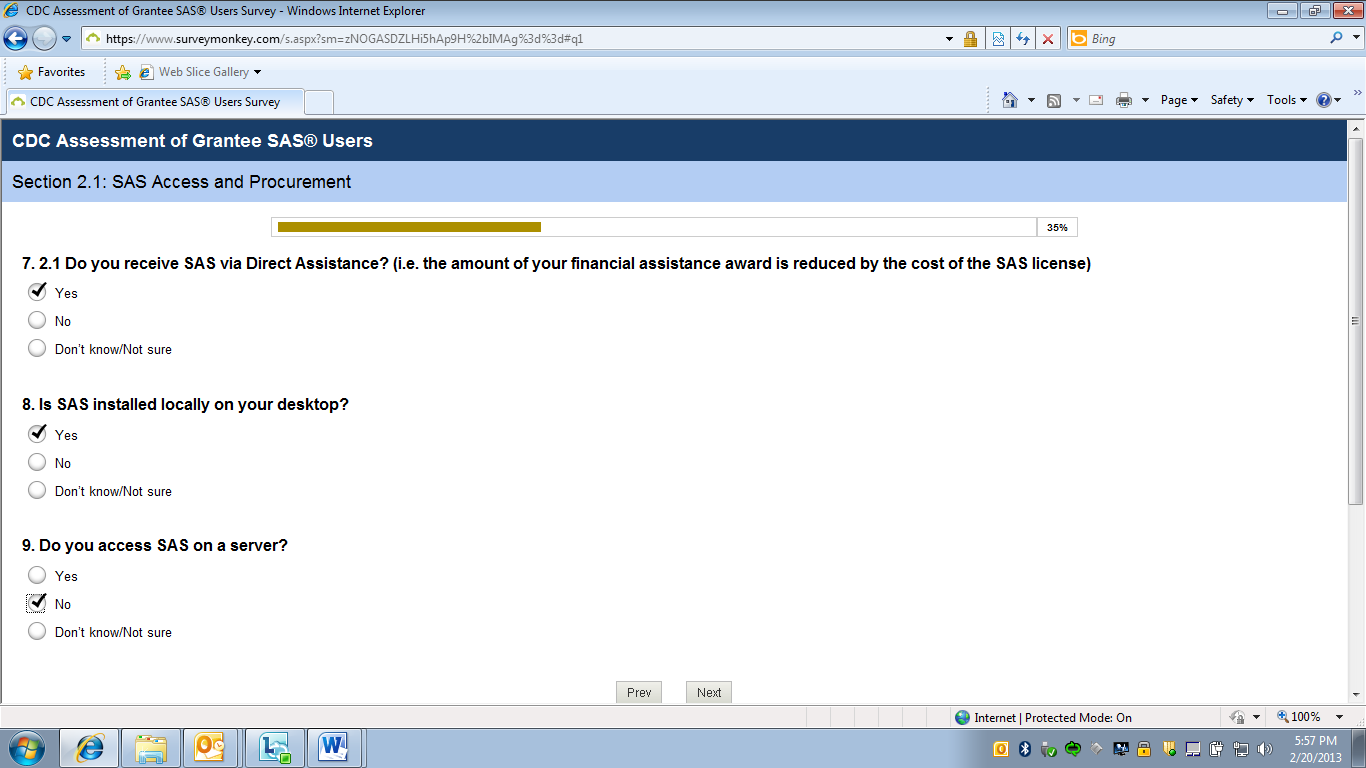 CDC Assessment of Grantee SAS® Users Survey - Windows Internet Explorer
https://www.surveymonkey.com/s.aspx?sm=zNOGASDZLHi5hAp9H%2bIMAg%3d%3d#q1
Bing
Favorites
Web Slice Gallery
CDC Assessment of Grantee SAS® Users Survey
Page
Safety
Tools
CDC Assessment of Grantee SAS® Users
Section 2.1: SAS Access and Procurement
35%
7. 2.1 Do you receive SAS via Direct Assistance? (i.e. the amount of your financial assistance award is reduced by the cost of the SAS license)
Yes
No
Don't know/Not sure
8. Is SAS installed locally on your desktop?
Yes
No
Don't know/Not sure
9. Do you access SAS on a server?
Yes
No
Don't know/Not sure
Prev
Next
Internet | Protected Mode: On
100%
5:57 PM
2/20/2013